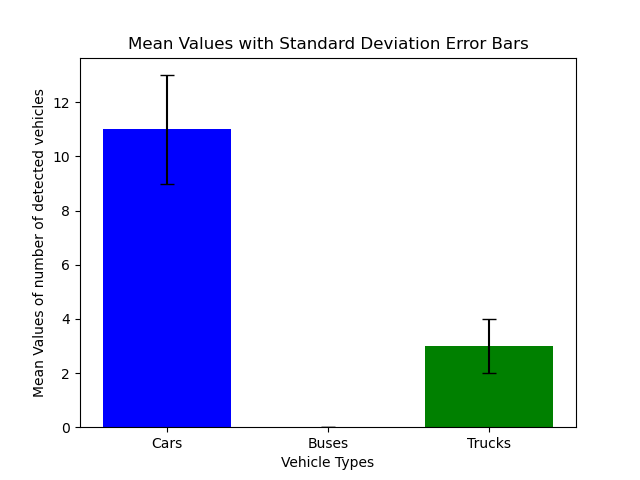 Mean Values with Standard Deviation Error Bars
Mean Values of number of detected vehicles
12
10
8
6
4
2
0
Cars
Buses
Trucks
Vehicle Types